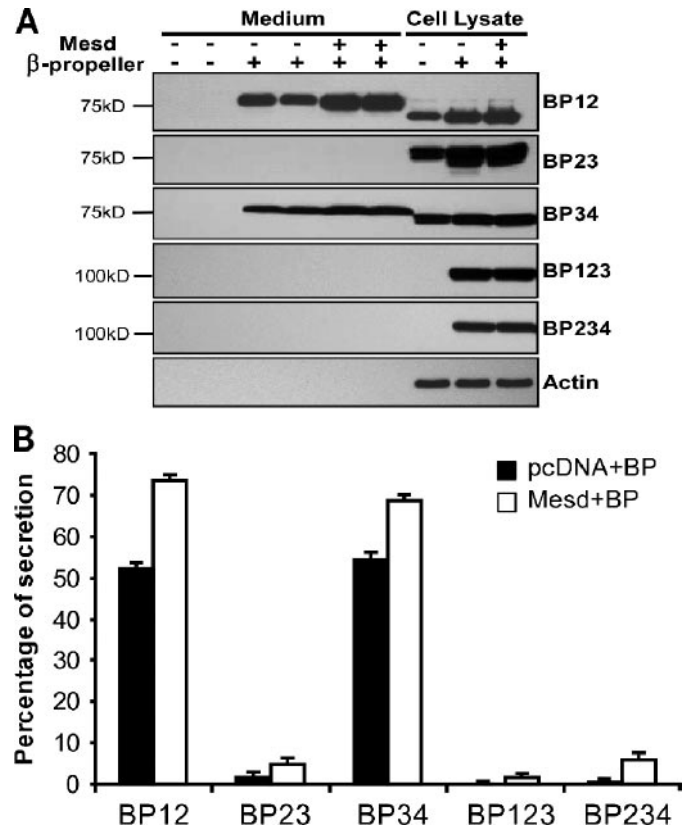 A
Medium Cell Lysate
Mesd - - - - + + - - +
β-propeller - - + + + + - + +
75kD BP12
75kD BP23
75kD BP34
100kD BP123
100kD BP234
Actin
B
Percentage of secretion
80
70
60
50
40
30
20
10
0
pcDNA+BP
Mesd+BP
BP12 BP23 BP34 BP123 BP234